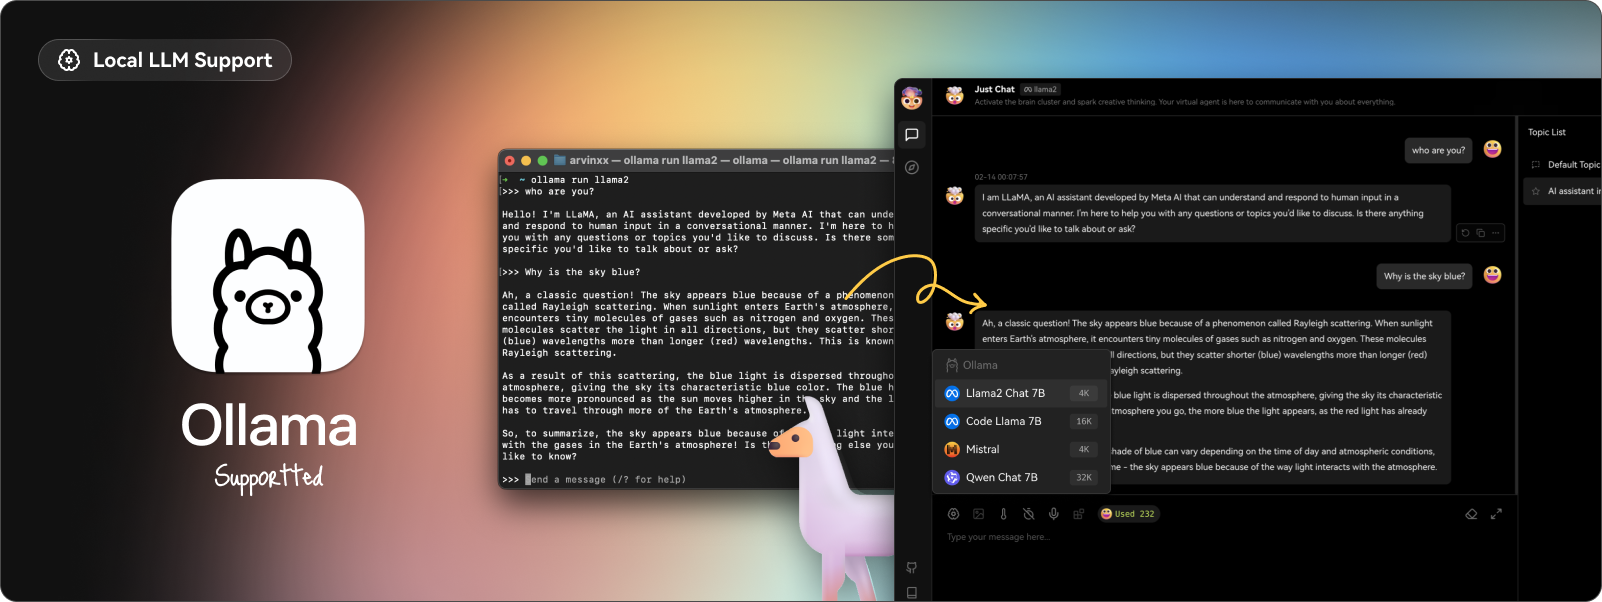 Local LLM Support
Ollama
Supportted
arvinxx — ollama run llama2 — ollama — ollama run llama2 —
~ ollama run llama2
>>> who are you?
Hello! I'm LLaMA, an AI assistant developed by Meta AI that can unde
and respond to human input in a conversational manner. I'm here to h
you with any questions or topics you'd like to discuss. Is there som
specific you'd like to talk about or ask?
>>> Why is the sky blue?
Ah, a classic question! The sky appears blue because of a phenomenon
called Rayleigh scattering. When sunlight enters Earth's atmosphere,
encounters tiny molecules of gases such as nitrogen and oxygen. Thes
molecules scatter the light in all directions, but they scatter shor
(blue) wavelengths more than longer (red) wavelengths. This is known
Rayleigh scattering.
As a result of this scattering, the blue light is dispersed througho
atmosphere, giving the sky its characteristic blue color. The blue h
becomes more pronounced as the sun moves higher in the sky and the l
has to travel through more of the Earth's atmosphere.
So, to summarize, the sky appears blue because of light inte
with the gases in the Earth's atmosphere! Is th g else you
like to know?
>>> end a message (/? for help)
Just Chat llama2
Activate the brain cluster and spark creative thinking. Your virtual agent is here to communicate with you about everything.
who are you?
02-14 00:07:57
I am LLaMA, an AI assistant developed by Meta AI that can understand and respond to human input in a
conversational manner. I'm here to help you with any questions or topics you'd like to discuss. Is there anything
specific you'd like to talk about or ask?
Why is the sky blue?
Ah, a classic question! The sky appears blue because of a phenomenon called Rayleigh scattering. When sunlight
enters Earth's atmosphere, it encounters tiny molecules of gases such as nitrogen and oxygen. These molecules
ll directions, but they scatter shorter (blue) wavelengths more than longer (red)
ayleigh scattering.
blue light is dispersed throughout the atmosphere, giving the sky its characteristic
tmosphere you go, the more blue the light appears, as the red light has already
hade of blue can vary depending on the time of day and atmospheric conditions,
me - the sky appears blue because of the way light interacts with the atmosphere.
Ollama
Llama2 Chat 7B 4K
Code Llama 7B 16K
Mistral 4K
Qwen Chat 7B 32K
Used 232
Type your message here...
Topic List
Default Topic
AI assistant in